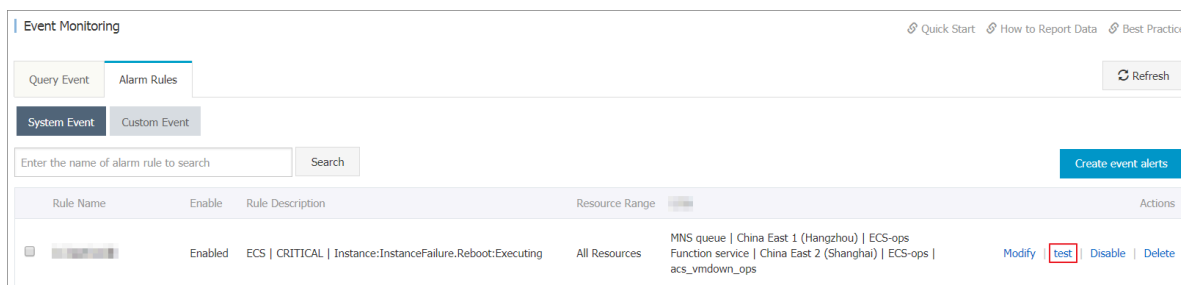 Event Monitoring
Quick Start How to Report Data Best Practice
Query Event Alarm Rules Refresh
System Event Custom Event
Enter the name of alarm rule to search Search Create event alerts
Rule Name Enable Rule Description Resource Range Actions
MNS queue | China East 1 (Hangzhou) | ECS-ops
Enabled ECS | CRITICAL | Instance:InstanceFailure.Reboot:Executing All Resources Function service | China East 2 (Shanghai) | ECS-ops | Modify | test | Disable | Delete
acs_vmdown_ops